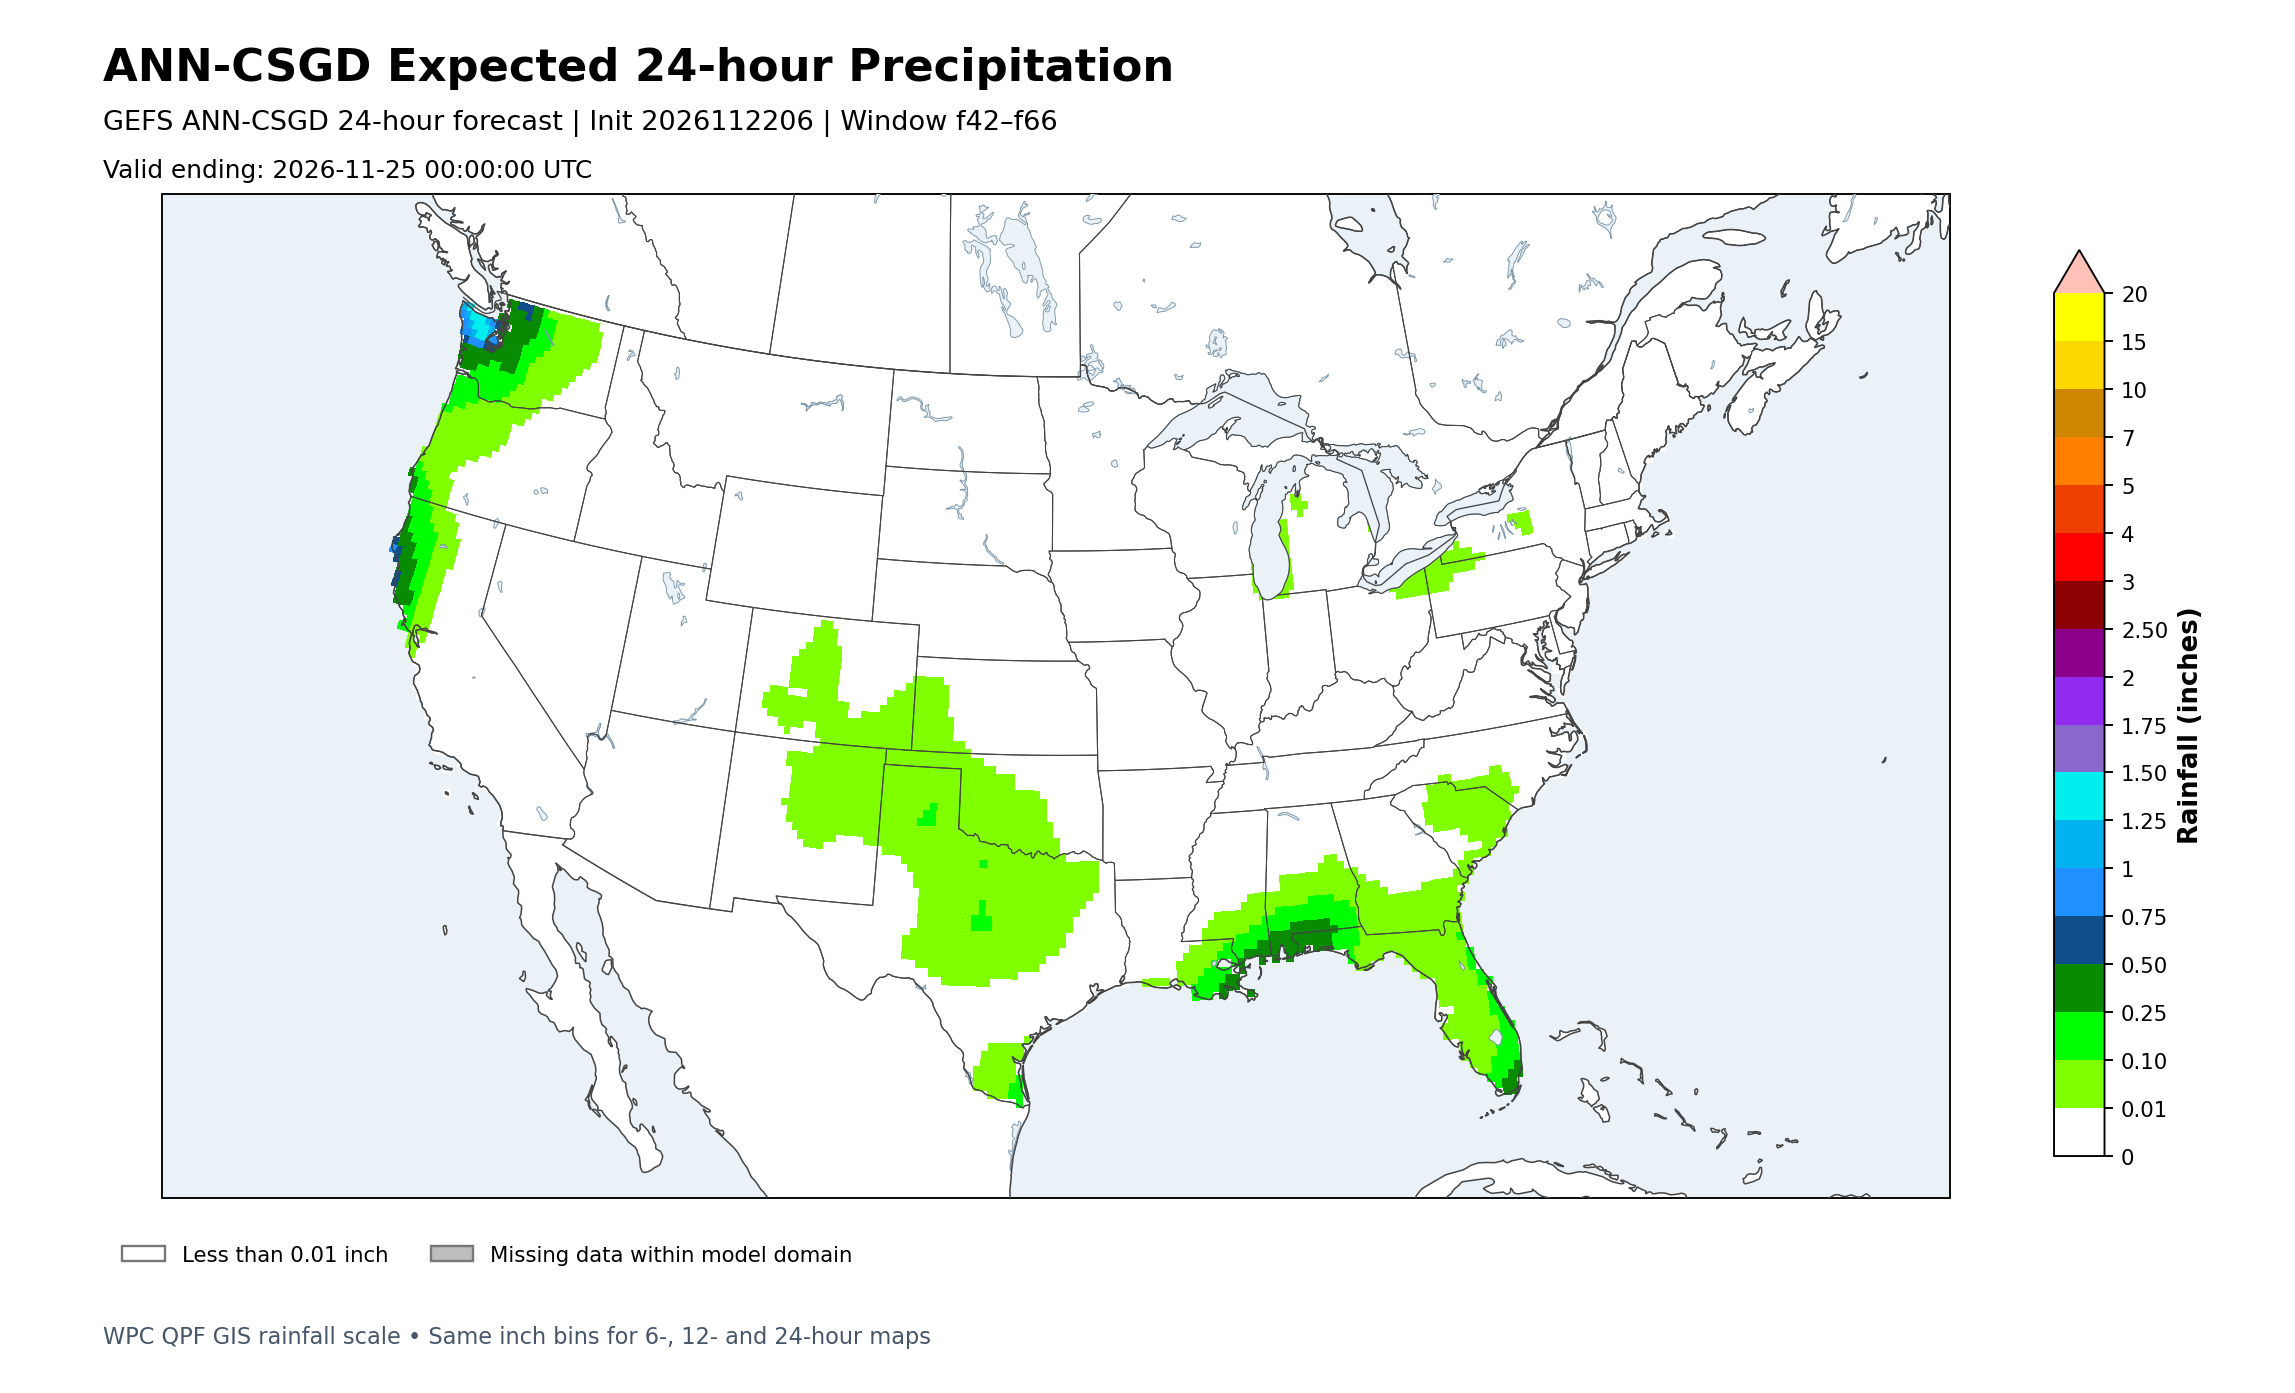 ANN-CSGD Expected 24-hour Precipitation
GEFS ANN-CSGD 24-hour forecast | Init 2026112206 | Window f42–f66
Valid ending: 2026-11-25 00:00:00 UTC
20
15
10
7
5
4
3
2.50
2
1.75
1.50
1.25
1
0.75
0.50
0.25
0.10
0.01
0
Rainfall (inches)
Less than 0.01 inch
Missing data within model domain
WPC QPF GIS rainfall scale • Same inch bins for 6-, 12- and 24-hour maps